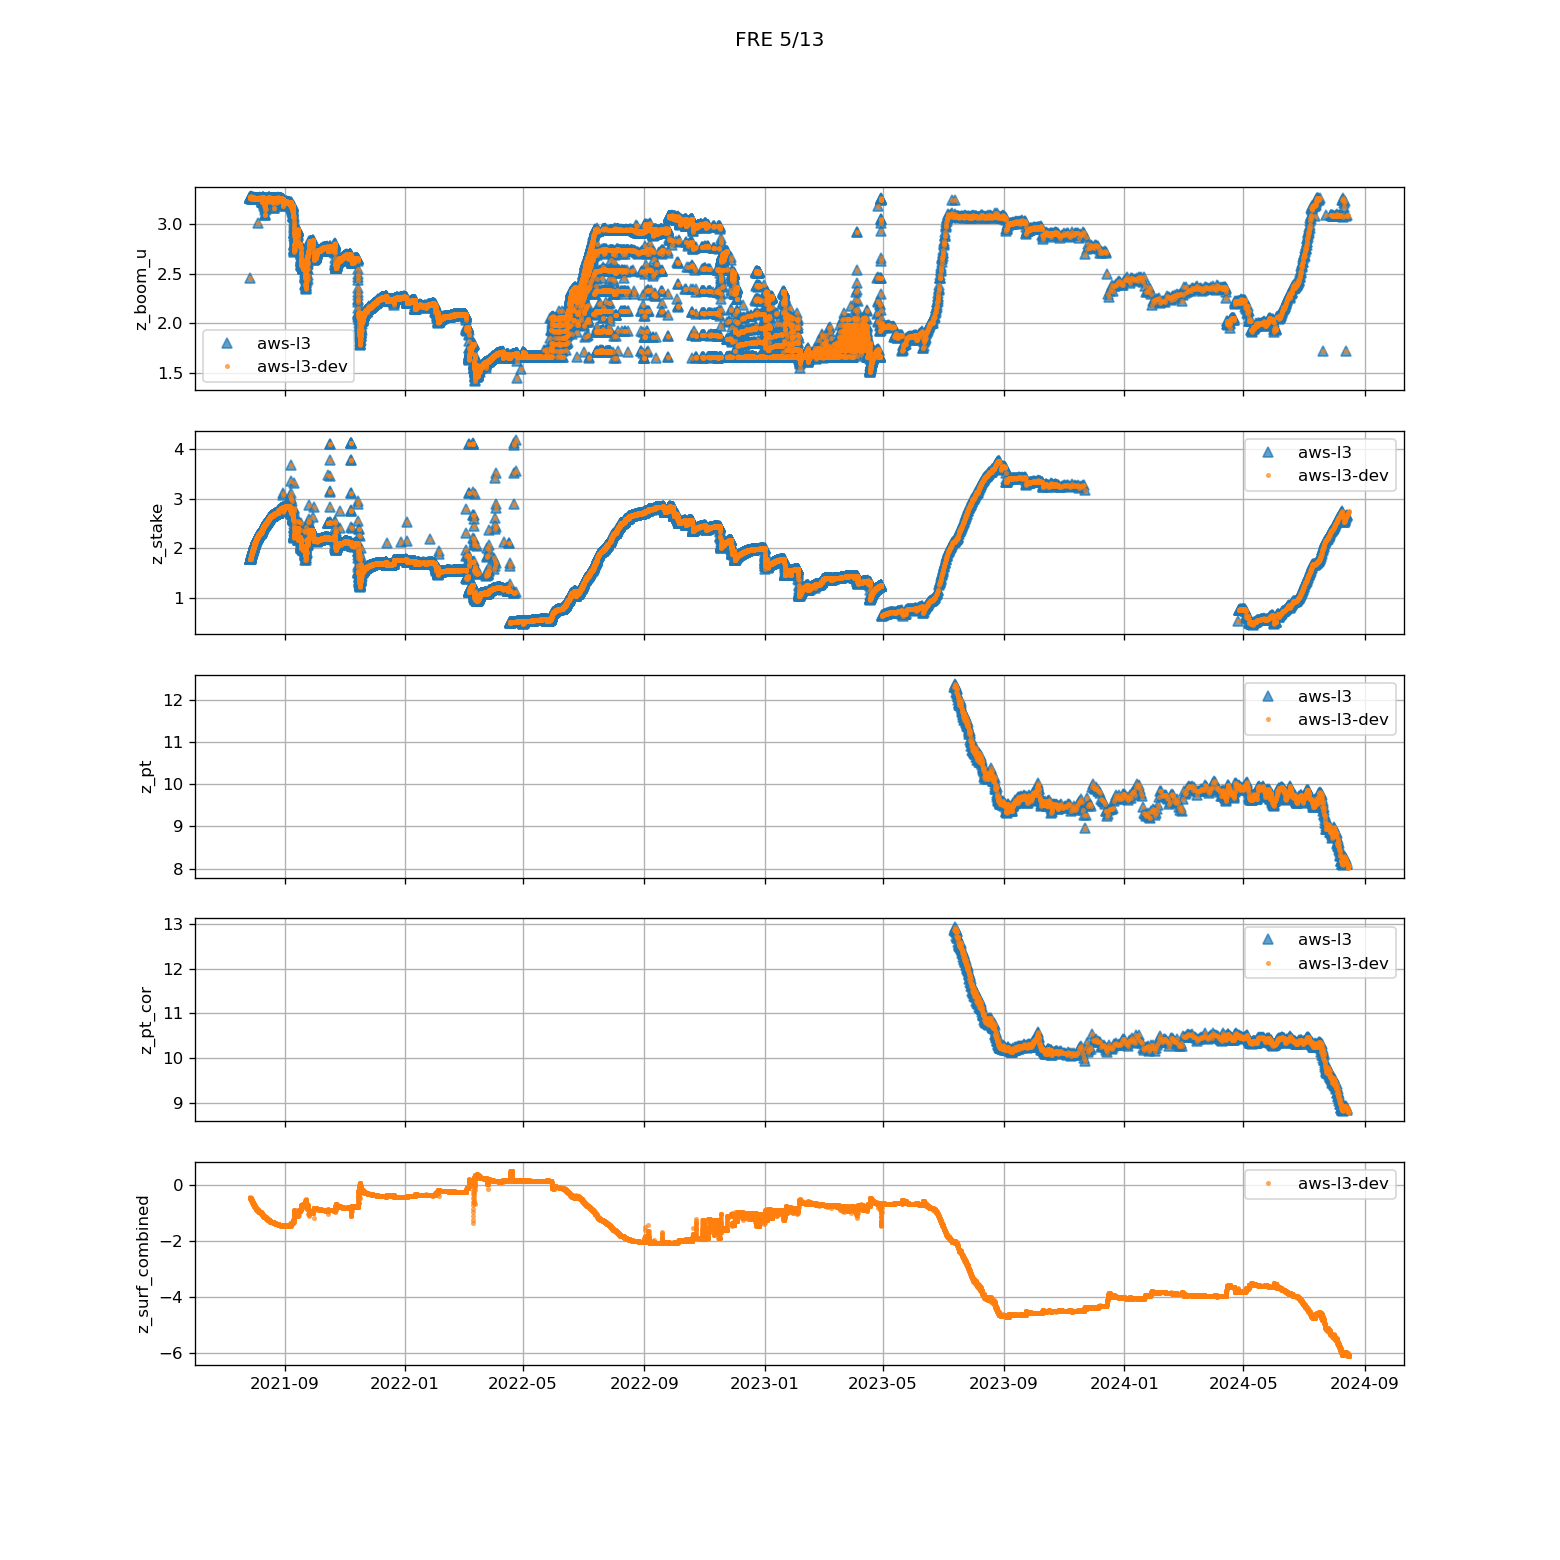 FRE 5/13
z_boom_u
3.0
2.5
2.0
1.5
aws-l3
aws-l3-dev
z_stake
4
3
2
1
aws-l3
aws-l3-dev
z_pt
12
11
10
9
8
aws-l3
aws-l3-dev
z_pt_cor
13
12
11
10
9
aws-l3
aws-l3-dev
z_surf_combined
0
−2
−4
−6
aws-l3-dev
2021-09 2022-01 2022-05 2022-09 2023-01 2023-05 2023-09 2024-01 2024-05 2024-09